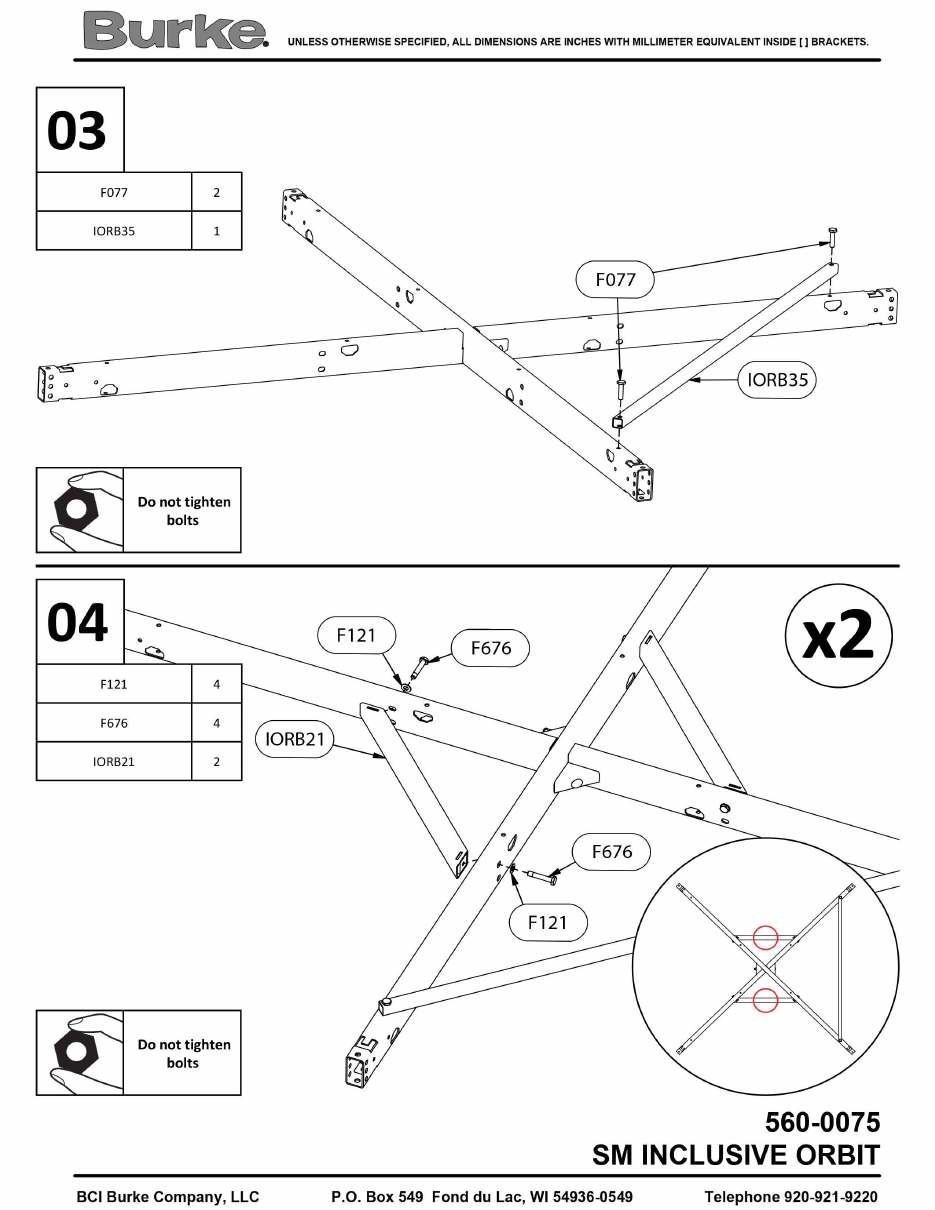 Burke.
UNLESS OTHERWISE SPECIFIED, ALL DIMENSIONS ARE INCHES WITH MILLIMETER EQUIVALENT INSIDE [ ] BRACKETS.
03
F077 2
IORB35 1
F077
IORB35
Do not tighten
bolts
04
F121 4
F676 4
IORB21 2
x2
F121
F676
IORB21
F676
F121
Do not tighten
bolts
560-0075
SM INCLUSIVE ORBIT
BCI Burke Company, LLC P.O. Box 549 Fond du Lac, WI 54936-0549 Telephone 920-921-9220